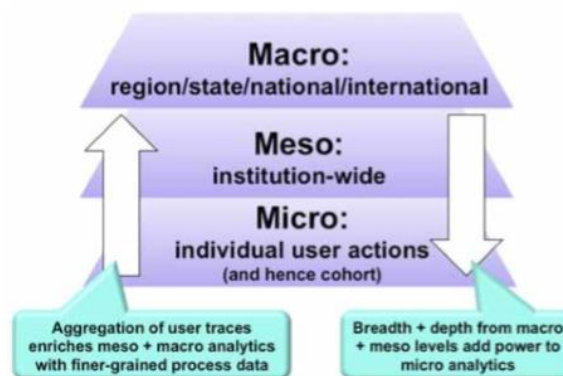 Macro:
region/state/national/international
Meso:
institution-wide
Micro:
individual user actions
(and hence cohort)
Aggregation of user traces
enriches meso + macro analytics
with finer-grained process data
Breadth + depth from macro
+ meso levels add power to
micro analytics